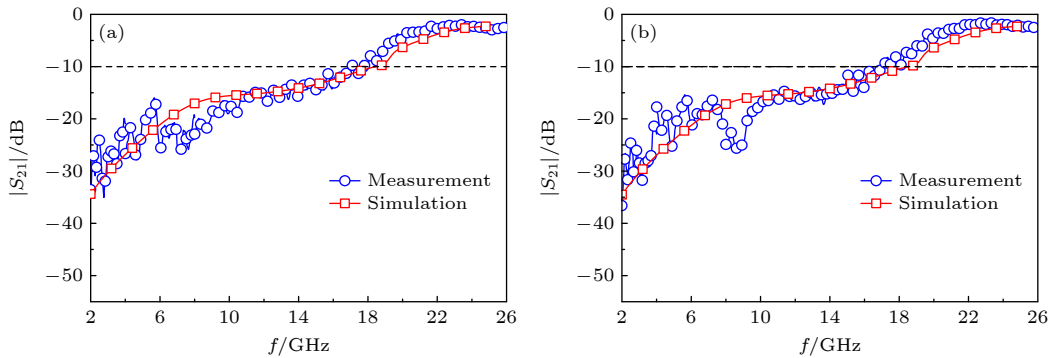 (a)
|S21|/dB
0
−10
−20
−30
−40
−50
Measurement
Simulation
2 6 10 14 18 22 26
f/GHz
(b)
|S21|/dB
0
−10
−20
−30
−40
−50
Measurement
Simulation
2 6 10 14 18 22 26
f/GHz